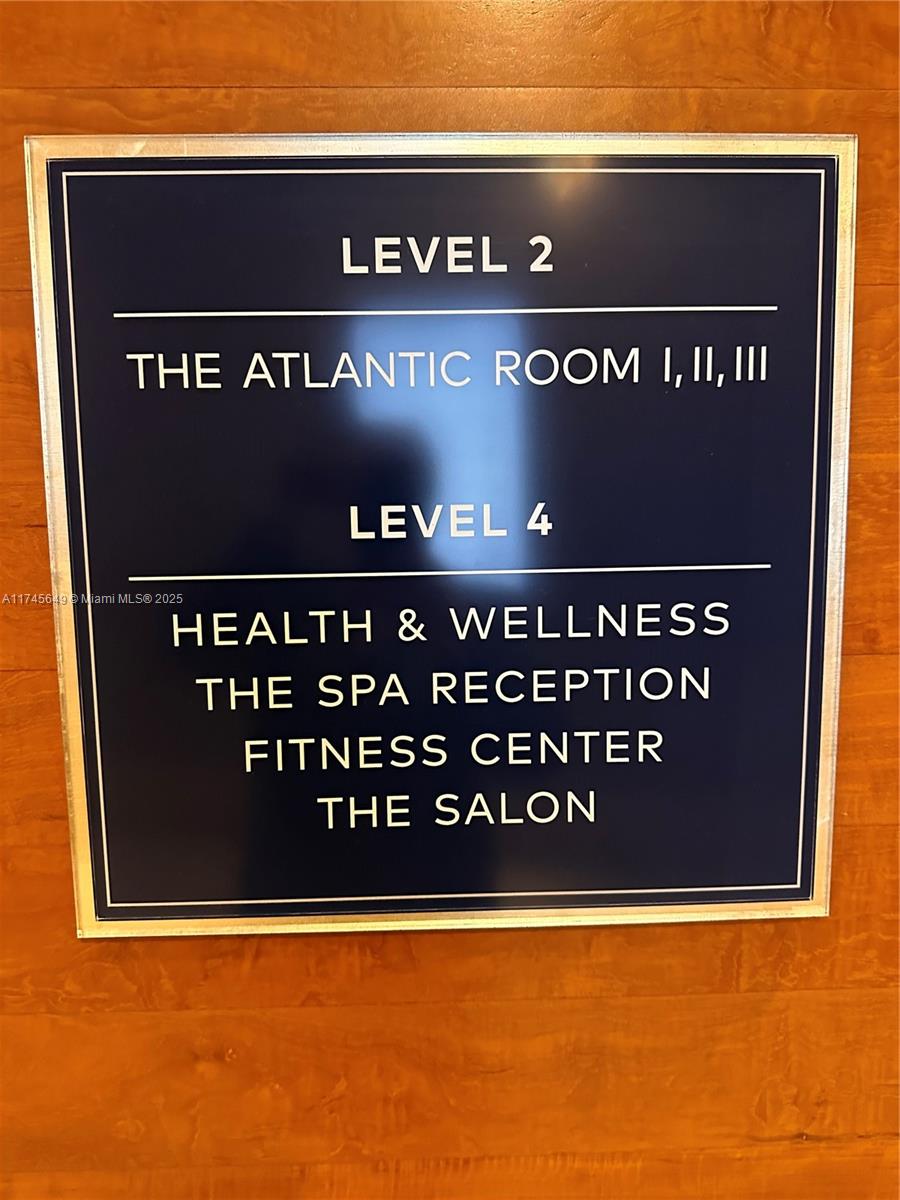 LEVEL 2
THE ATLANTIC ROOM I, II, III
LEVEL 4
A11745649 © Miami MLS® 2025
HEALTH & WELLNESS
THE SPA RECEPTION
FITNESS CENTER
THE SALON